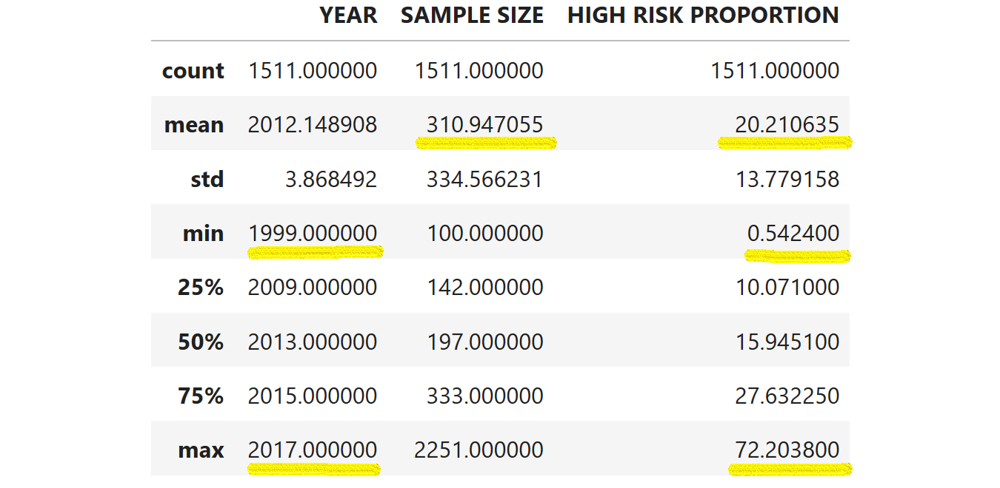 YEAR SAMPLE SIZE HIGH RISK PROPORTION
count 1511.000000 1511.000000 1511.000000
mean 2012.148908 310.947055 20.210635
std 3.868492 334.566231 13.779158
min 1999.000000 100.000000 0.542400
25% 2009.000000 142.000000 10.071000
50% 2013.000000 197.000000 15.945100
75% 2015.000000 333.000000 27.632250
max 2017.000000 2251.000000 72.203800